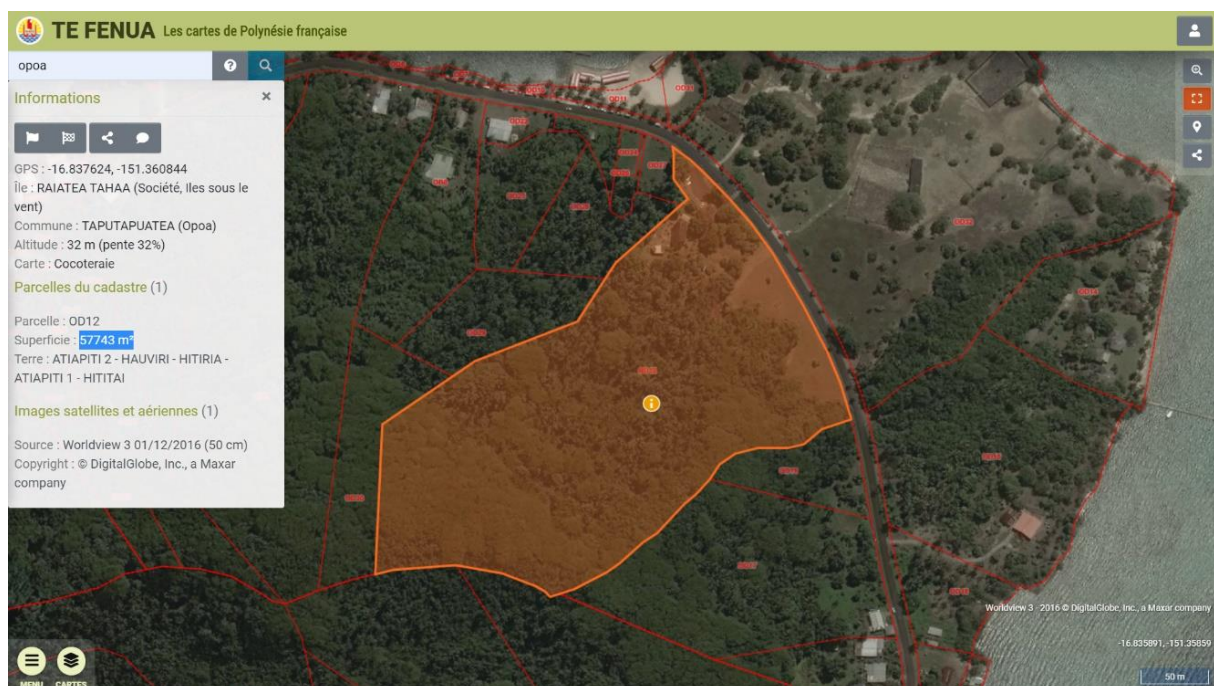 TE FENUA Les cartes de Polynésie française
opoa
Informations
GPS : -16.837624, -151.360844
Île : RAIATEA TAHAA (Société, Iles sous le
vent)
Commune : TAPUTAPUATEA (Opoa)
Altitude : 32 m (pente 32%)
Carte : Cocoteraie
Parcelles du cadastre (1)
Parcelle : OD12
Superficie : 57743 m²
Terre : ATIAPITI 2 - HAUVIRI - HITIRIA -
ATIAPITI 1 - HITITAI
Images satellites et aériennes (1)
Source : Worldview 3 01/12/2016 (50 cm)
Copyright : © DigitalGlobe, Inc., a Maxar
company
OD14
Worldview 3 - 2016 © DigitalGlobe, Inc., a Maxar company
-16.835891,-151.35859
50 m
MENU CARTES